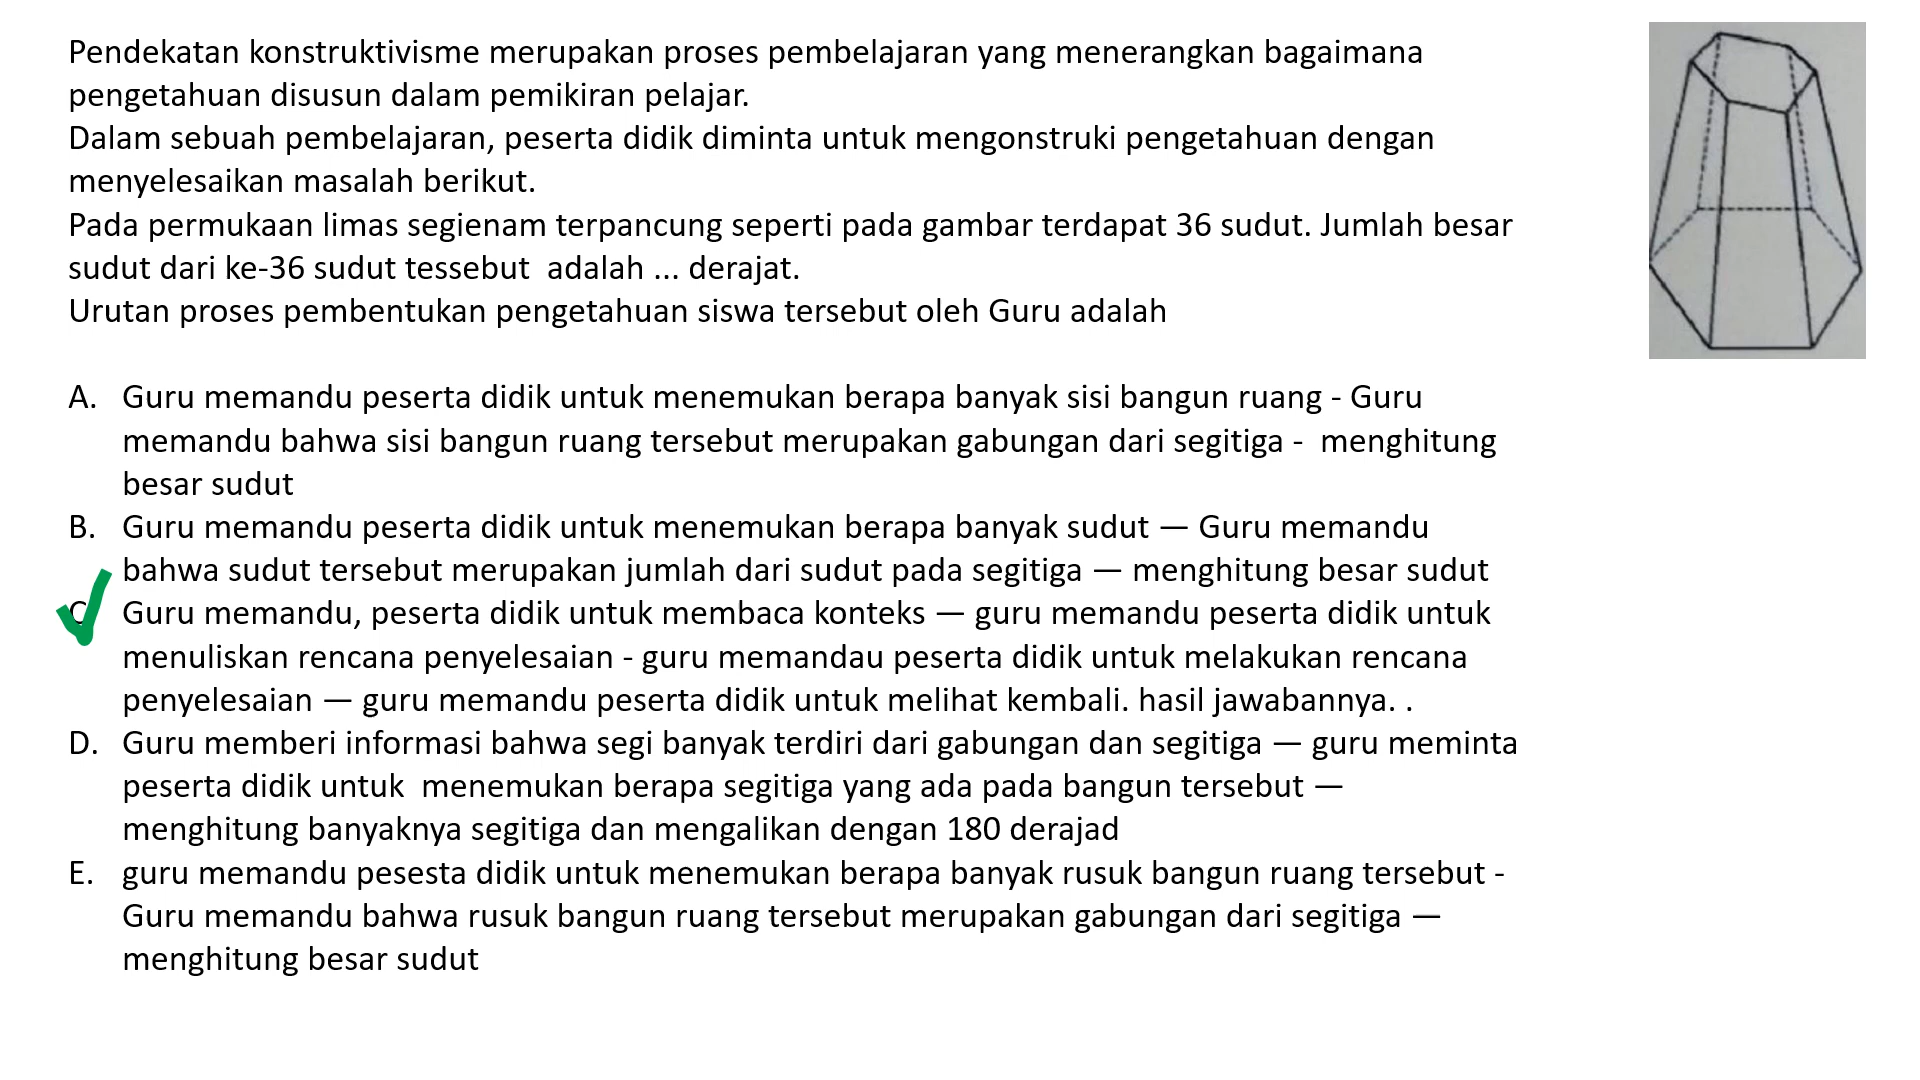 Pendekatan konstruktivisme merupakan proses pembelajaran yang menerangkan bagaimana
pengetahuan disusun dalam pemikiran pelajar.
Dalam sebuah pembelajaran, peserta didik diminta untuk mengonstruki pengetahuan dengan
menyelesaikan masalah berikut.
Pada permukaan limas segienam terpancung seperti pada gambar terdapat 36 sudut. Jumlah besar
sudut dari ke-36 sudut tessebut  adalah ... derajat.
Urutan proses pembentukan pengetahuan siswa tersebut oleh Guru adalah
A. Guru memandu peserta didik untuk menemukan berapa banyak sisi bangun ruang - Guru
memandu bahwa sisi bangun ruang tersebut merupakan gabungan dari segitiga -  menghitung
besar sudut
B. Guru memandu peserta didik untuk menemukan berapa banyak sudut — Guru memandu
bahwa sudut tersebut merupakan jumlah dari sudut pada segitiga — menghitung besar sudut
C. Guru memandu, peserta didik untuk membaca konteks — guru memandu peserta didik untuk
menuliskan rencana penyelesaian - guru memandau peserta didik untuk melakukan rencana
penyelesaian — guru memandu peserta didik untuk melihat kembali. hasil jawabannya. .
D. Guru memberi informasi bahwa segi banyak terdiri dari gabungan dan segitiga — guru meminta
peserta didik untuk  menemukan berapa segitiga yang ada pada bangun tersebut —
menghitung banyaknya segitiga dan mengalikan dengan 180 derajad
E. guru memandu pesesta didik untuk menemukan berapa banyak rusuk bangun ruang tersebut -
Guru memandu bahwa rusuk bangun ruang tersebut merupakan gabungan dari segitiga —
menghitung besar sudut